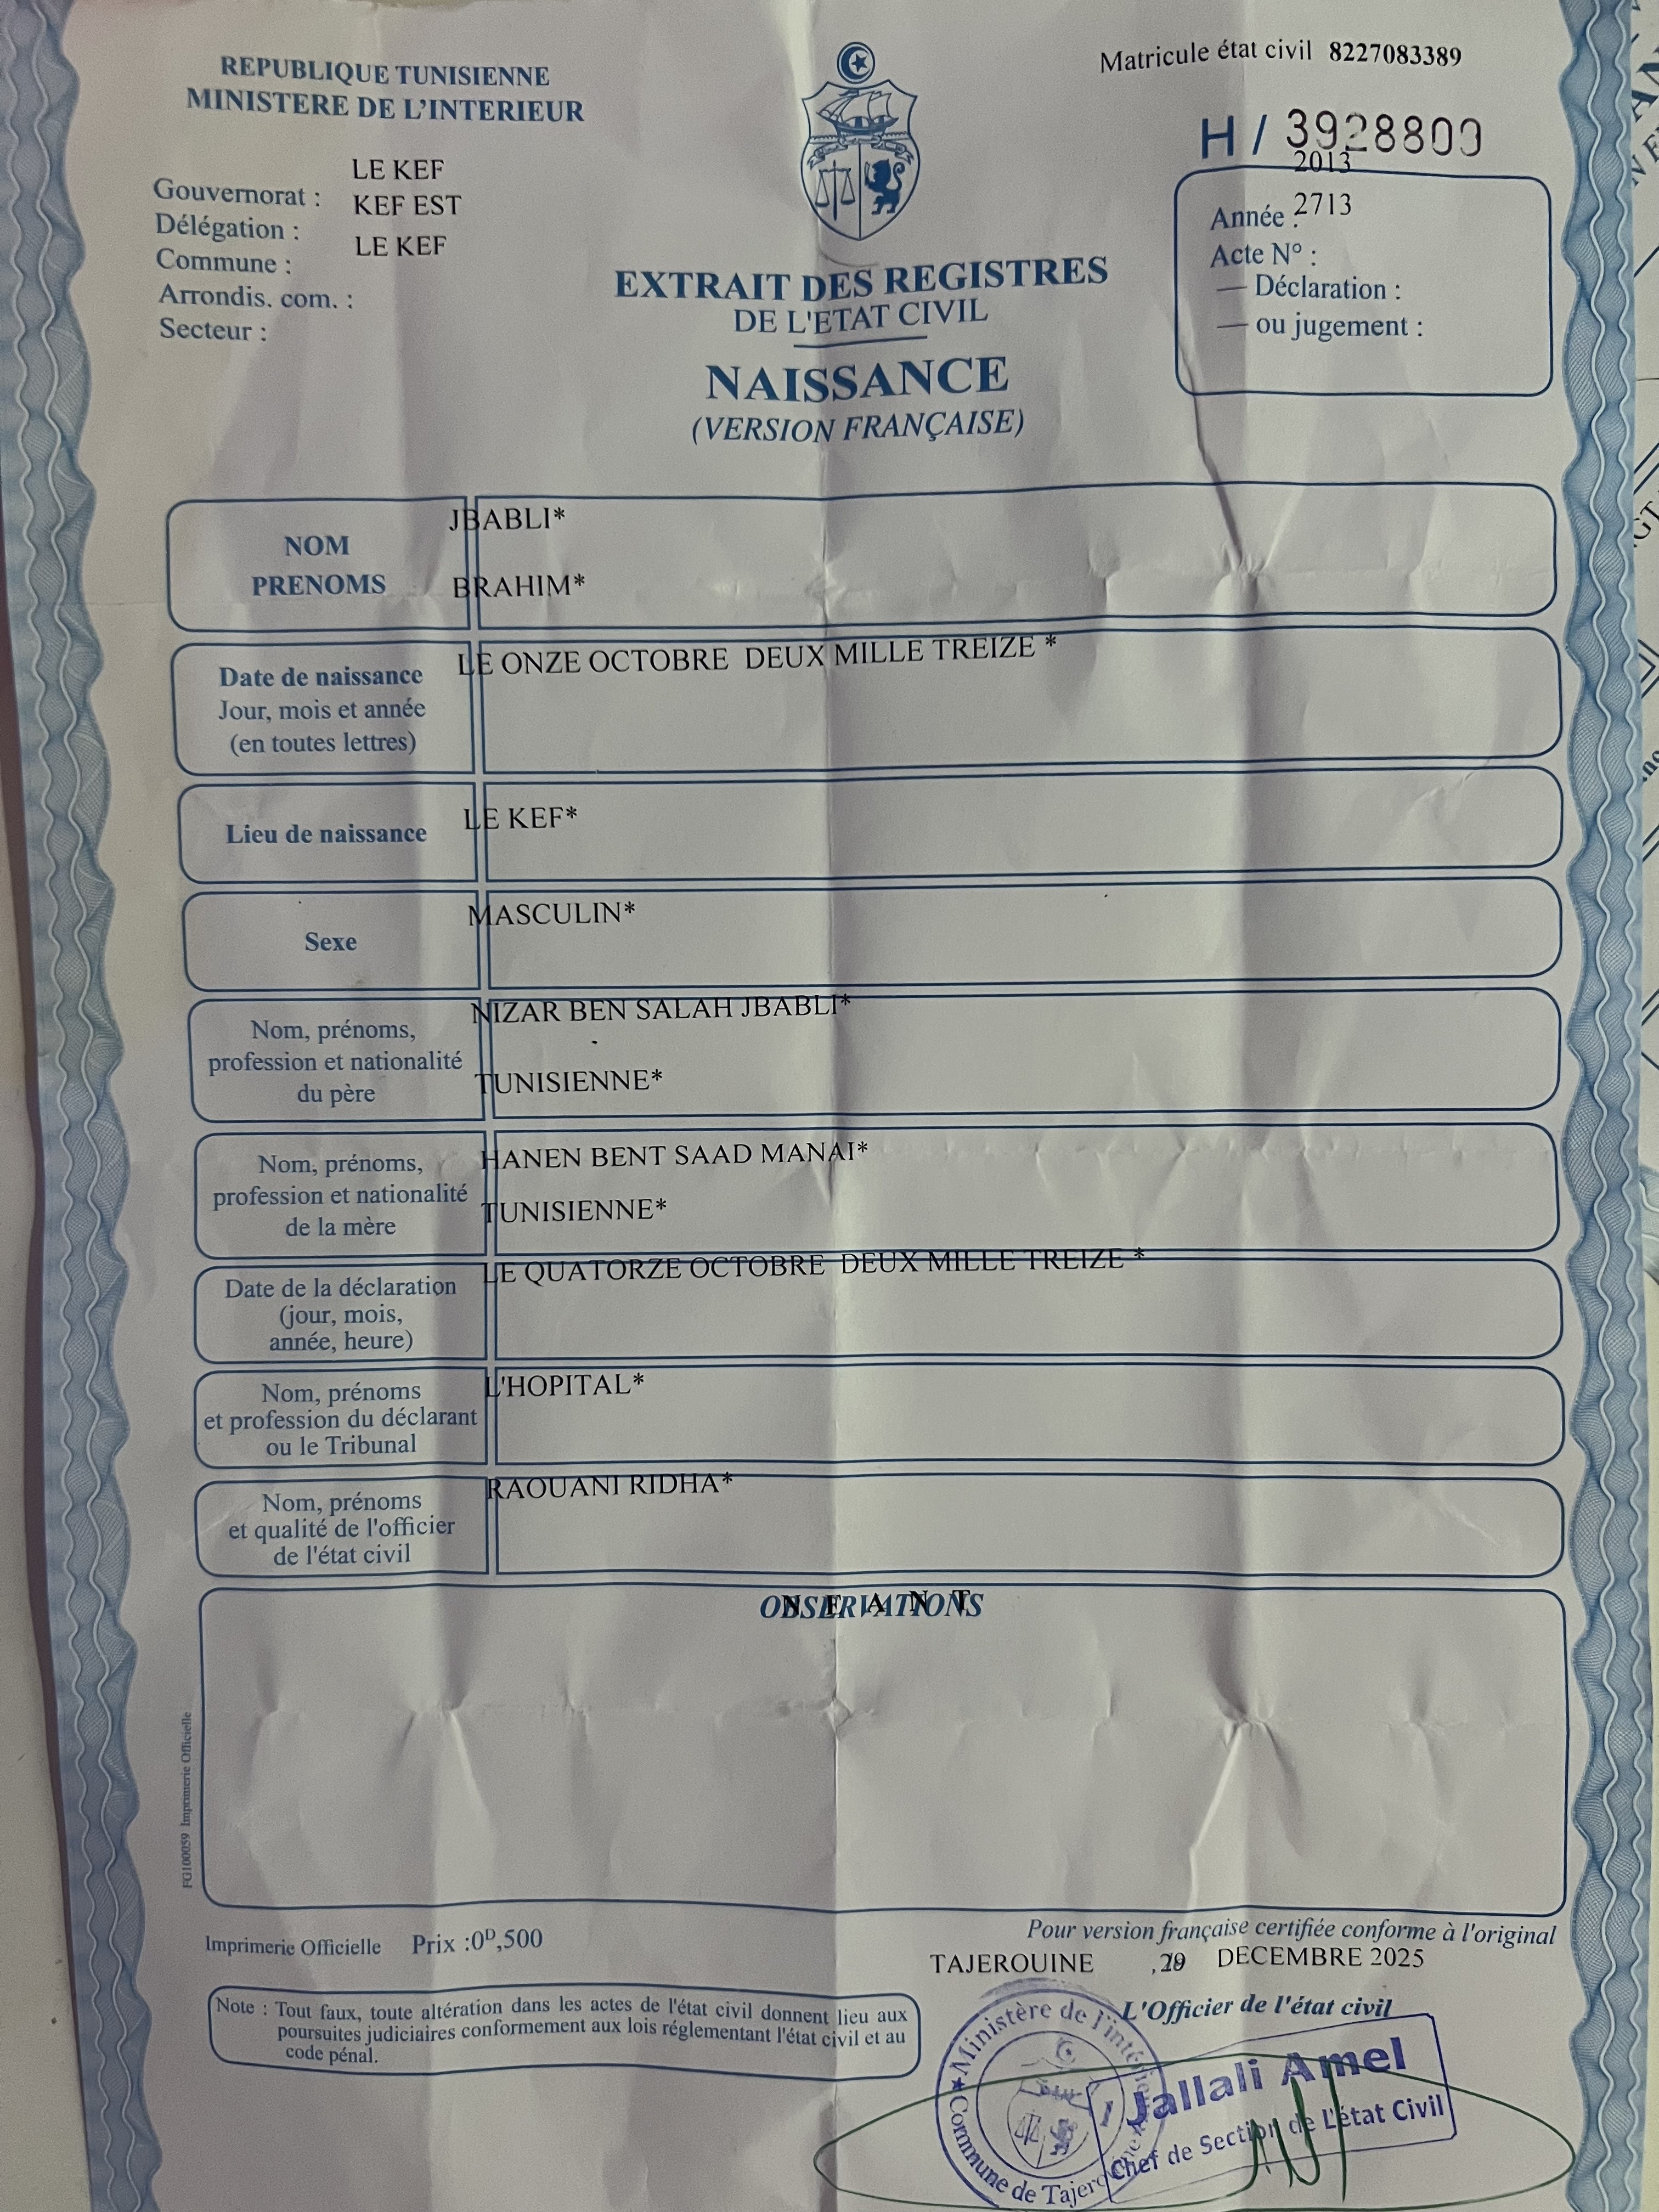 REPUBLIQUE TUNISIENNE
MINISTERE DE L'INTERIEUR
Matricule état civil 8227083389
H / 3928809
2013
Gouvernorat : LE KEF
Délégation : KEF EST
Commune : LE KEF
Arrondis. com. :
Secteur :
Année : 2713
Acte N° :
— Déclaration :
— ou jugement :
EXTRAIT DES REGISTRES
DE L'ETAT CIVIL
NAISSANCE
(VERSION FRANÇAISE)
NOM JBABLI*
PRENOMS BRAHIM*
Date de naissance
Jour, mois et année
(en toutes lettres)
LE ONZE OCTOBRE DEUX MILLE TREIZE *
Lieu de naissance LE KEF*
Sexe MASCULIN*
Nom, prénoms,
profession et nationalité
du père
NIZAR BEN SALAH JBABLI*
TUNISIENNE*
Nom, prénoms,
profession et nationalité
de la mère
HANEN BENT SAAD MANAI*
TUNISIENNE*
Date de la déclaration
(jour, mois,
année, heure)
LE QUATORZE OCTOBRE DEUX MILLE TREIZE *
Nom, prénoms
et profession du déclarant
ou le Tribunal
L'HOPITAL*
Nom, prénoms
et qualité de l'officier
de l'état civil
RAOUANI RIDHA*
OBSERVATIONS
N E A N T
FG100059 Imprimerie Officielle
Imprimerie Officielle Prix :0D,500
Pour version française certifiée conforme à l'original
TAJEROUINE , DECEMBRE 2025
L'Officier de l'état civil
Note : Tout faux, toute altération dans les actes de l'état civil donnent lieu aux
poursuites judiciaires conformement aux lois réglementant l'état civil et au
code pénal.
Ministère de l'intérieur
Commune de
Jallali Amel
Chef de Section de L'état Civil